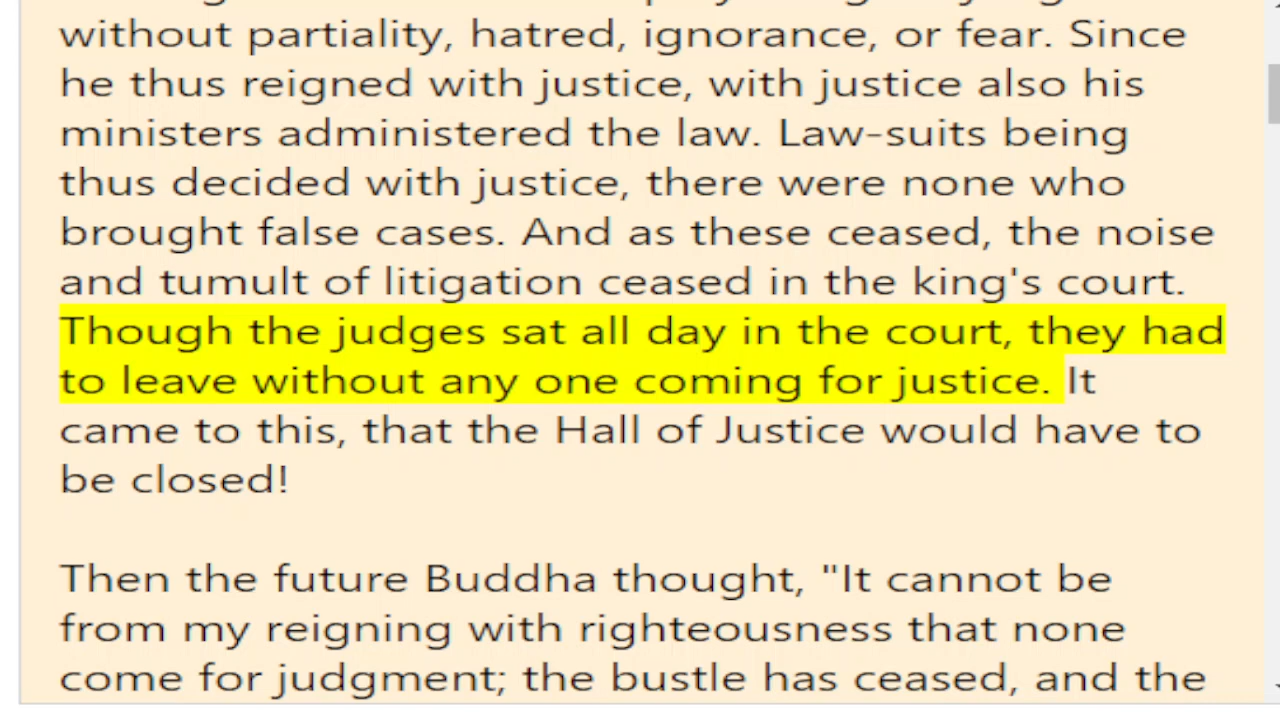 without partiality, hatred, ignorance, or fear. Since
he thus reigned with justice, with justice also his
ministers administered the law. Law-suits being
thus decided with justice, there were none who
brought false cases. And as these ceased, the noise
and tumult of litigation ceased in the king's court.
Though the judges sat all day in the court, they had
to leave without any one coming for justice. It
came to this, that the Hall of Justice would have to
be closed!
Then the future Buddha thought, "It cannot be
from my reigning with righteousness that none
come for judgment; the bustle has ceased, and the